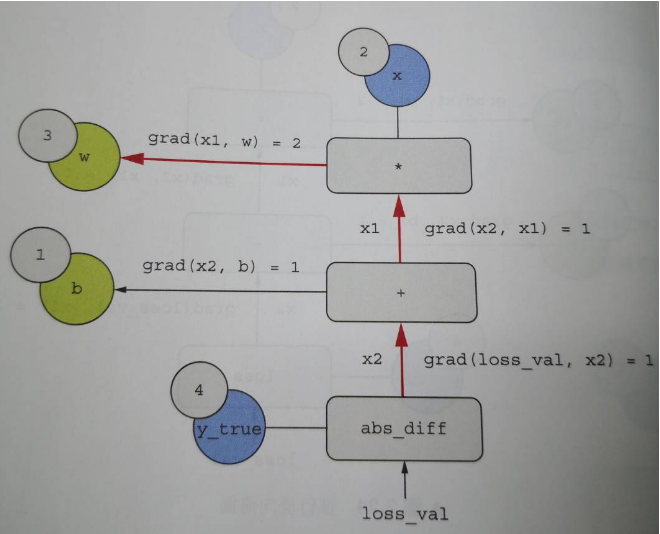 2
x
3
w
grad(x1, w) = 2
*
x1
grad(x2, x1) = 1
1
b
grad(x2, b) = 1
+
x2
grad(loss_val, x2) = 1
4
y_true
abs_diff
loss_val